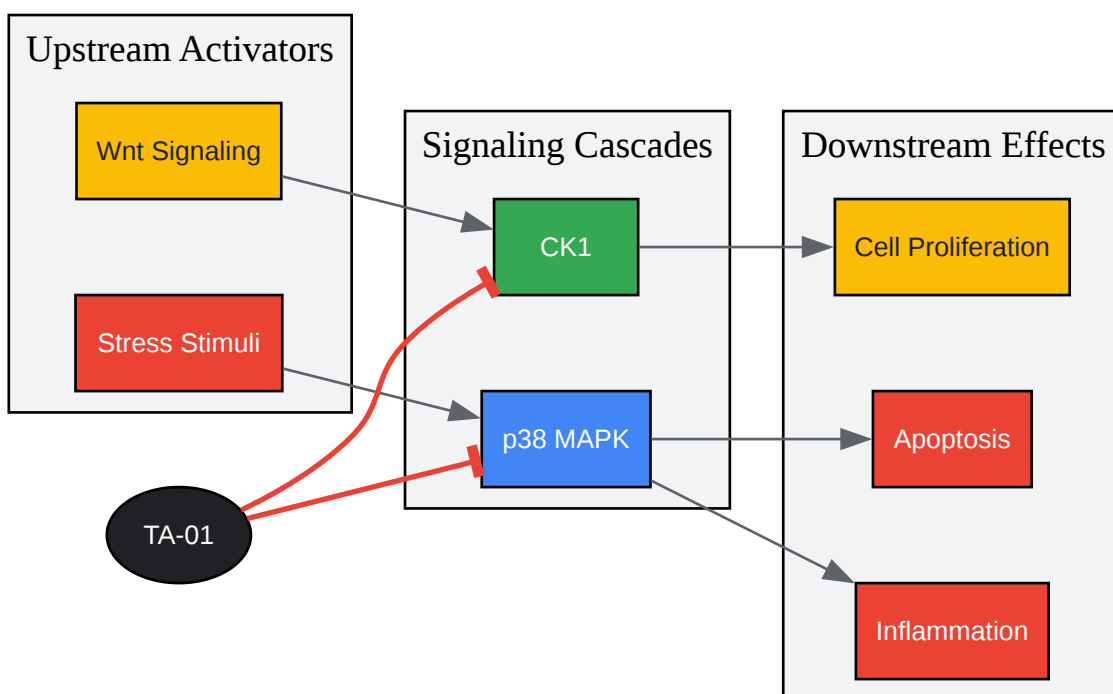 Upstream Activators
Wnt Signaling
Stress Stimuli
TA-01
Signaling Cascades
CK1
p38 MAPK
Downstream Effects
Cell Proliferation
Apoptosis
Inflammation